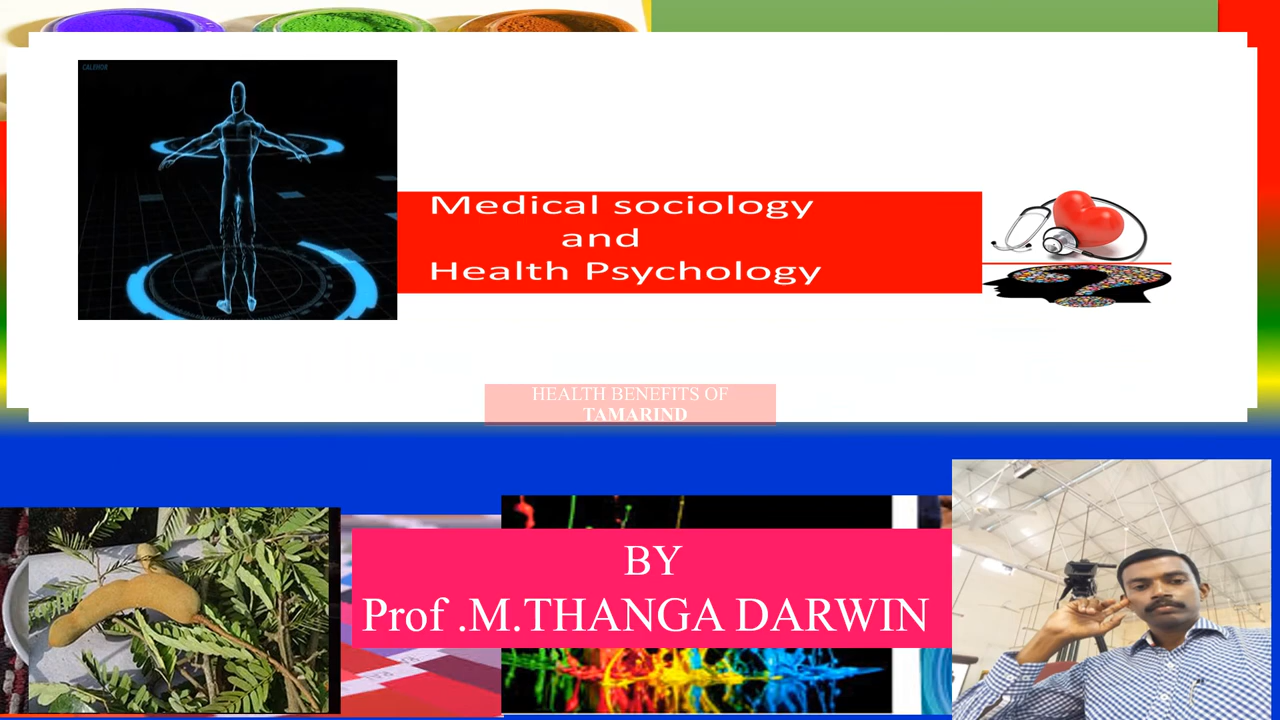 Medical sociology
and
Health Psychology
HEALTH BENEFITS OF
TAMARIND
BY
Prof .M.THANGA DARWIN